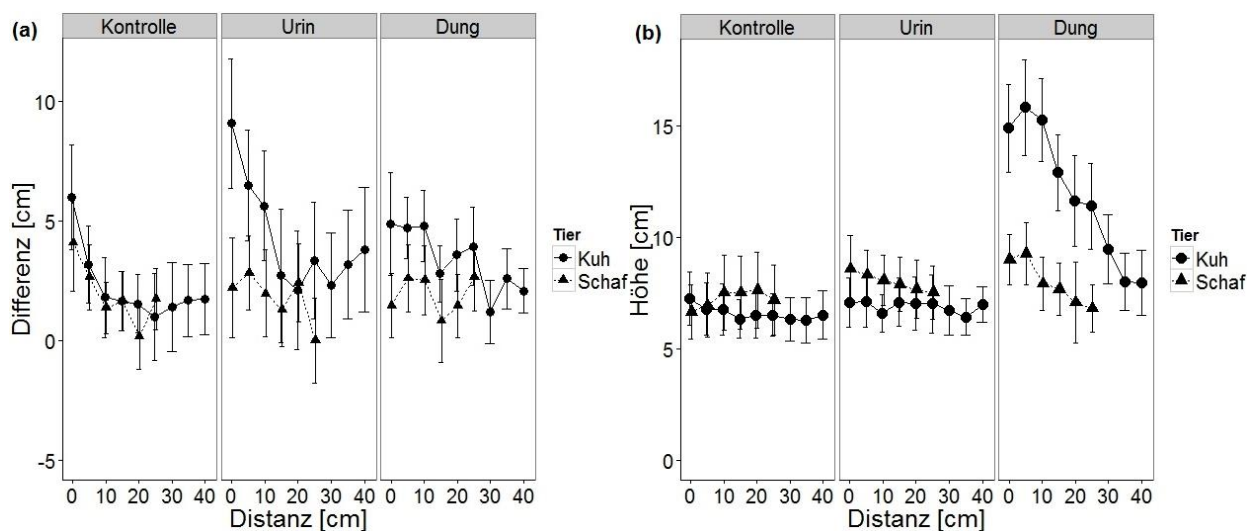 (a)
Kontrolle Urin Dung
Differenz [cm]
10
5
0
-5
0 10 20 30 40 0 10 20 30 40 0 10 20 30 40
Distanz [cm]
Tier
Kuh
Schaf
(b)
Kontrolle Urin Dung
Höhe [cm]
15
10
5
0
0 10 20 30 40 0 10 20 30 40 0 10 20 30 40
Distanz [cm]
Tier
Kuh
Schaf